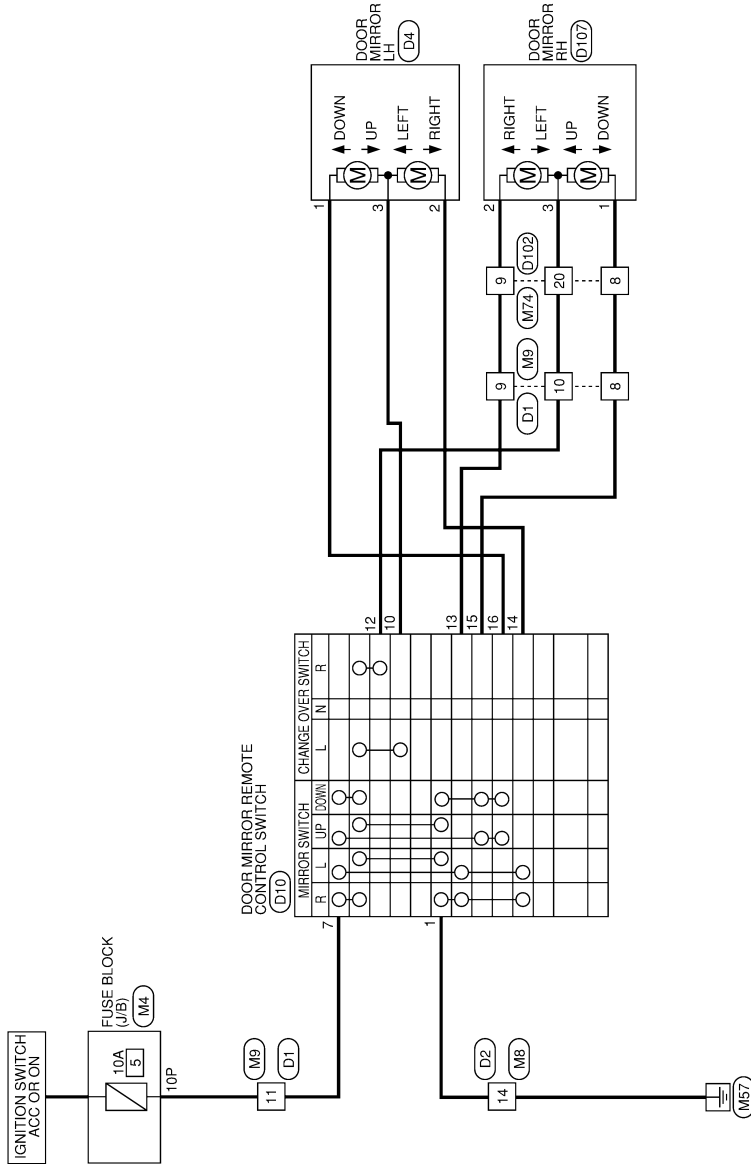 IGNITION SWITCH
ACC OR ON
FUSE BLOCK
(J/B)
M4
10A
5
10P
M9
11
D1
DOOR MIRROR REMOTE
CONTROL SWITCH
D10
7
1
D2
14
M8
M57
MIRROR SWITCH
CHANGE OVER SWITCH
R
L
UP
DOWN
L
N
R
12
10
13
15
16
14
D1
M9
9
10
8
M74
D102
9
20
8
DOOR
MIRROR
LH
D4
1
3
2
M
M
DOWN
UP
LEFT
RIGHT
DOOR
MIRROR
RH
D107
2
3
1
M
M
RIGHT
LEFT
UP
DOWN